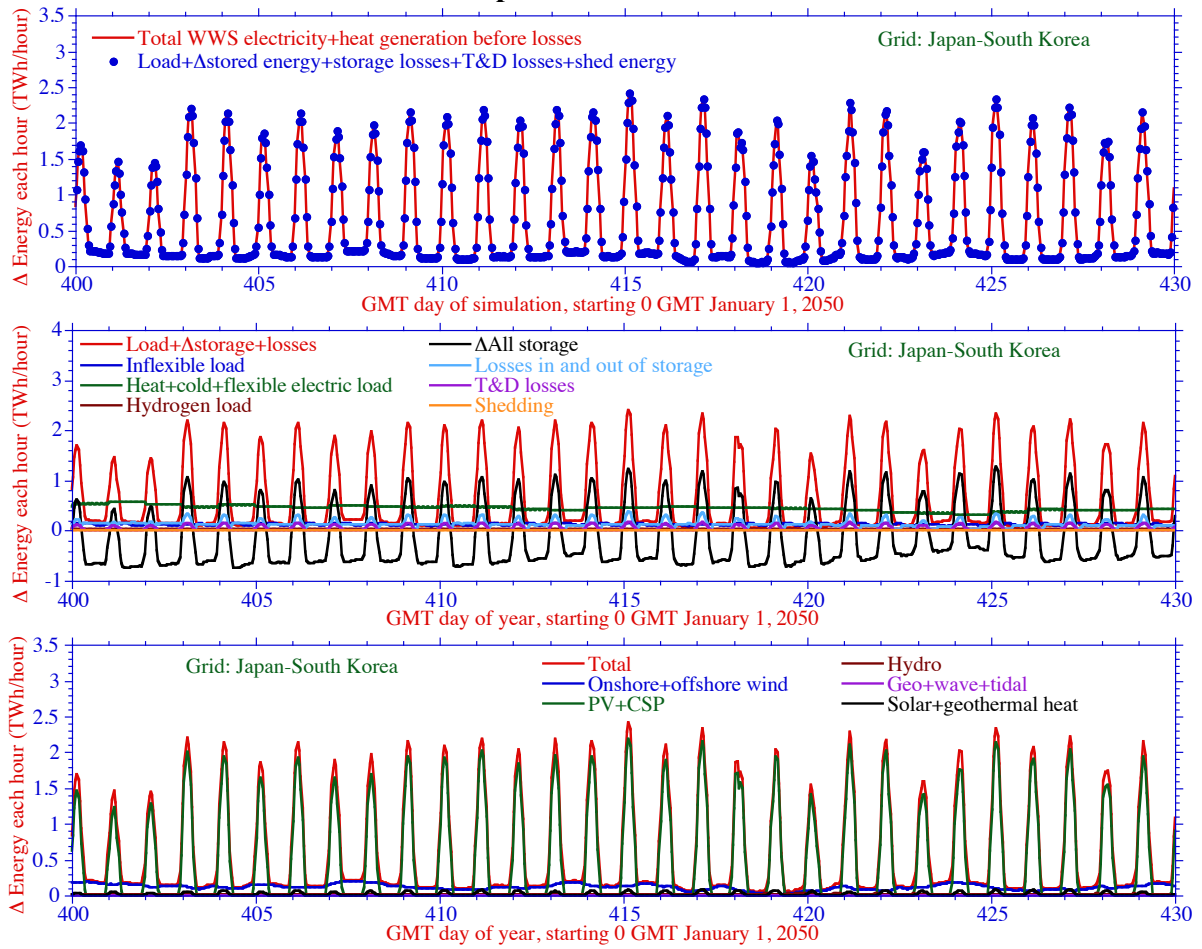 3.5
3
2.5
2
1.5
1
0.5
0
Δ Energy each hour (TWh/hour)
Total WWS electricity+heat generation before losses
Load+Δstored energy+storage losses+T&D losses+shed energy
Grid: Japan-South Korea
400 405 410 415 420 425 430
GMT day of simulation, starting 0 GMT January 1, 2050
4
3
2
1
0
-1
Δ Energy each hour (TWh/hour)
Load+Δstorage+losses
Inflexible load
Heat+cold+flexible electric load
Hydrogen load
ΔAll storage
Losses in and out of storage
T&D losses
Shedding
Grid: Japan-South Korea
400 405 410 415 420 425 430
GMT day of year, starting 0 GMT January 1, 2050
3.5
3
2.5
2
1.5
1
0.5
0
Δ Energy each hour (TWh/hour)
Grid: Japan-South Korea
Total
Onshore+offshore wind
PV+CSP
Hydro
Geo+wave+tidal
Solar+geothermal heat
400 405 410 415 420 425 430
GMT day of year, starting 0 GMT January 1, 2050